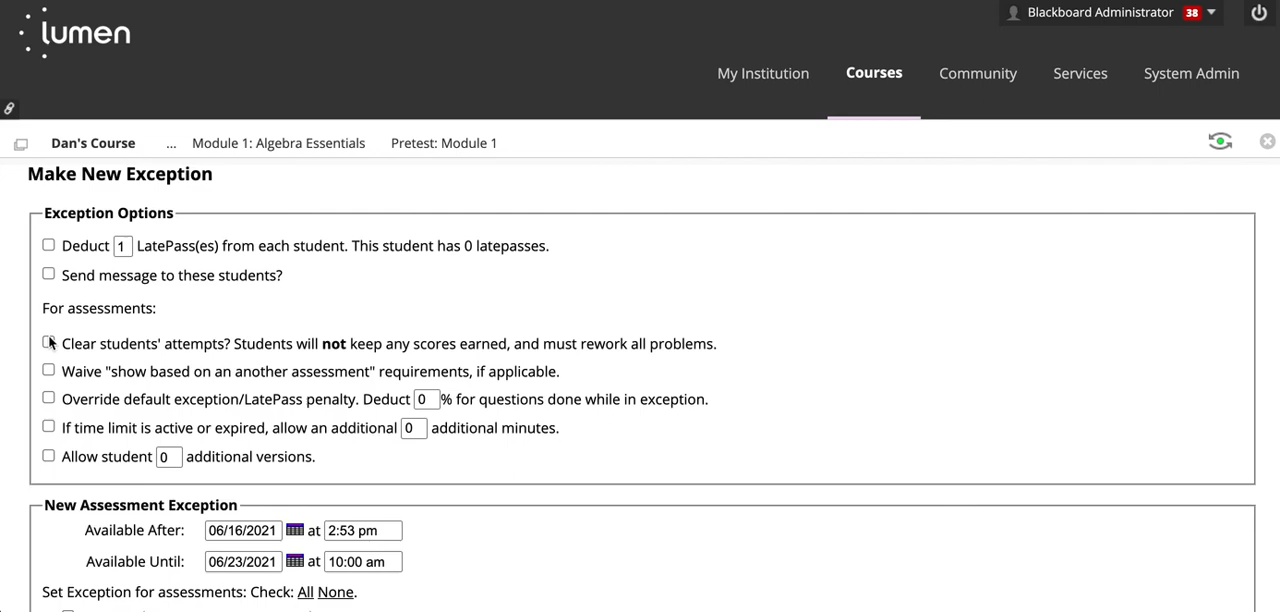 lumen
Blackboard Administrator 38
My Institution Courses Community Services System Admin
Dan's Course ... Module 1: Algebra Essentials Pretest: Module 1
Make New Exception
Exception Options
Deduct 1 LatePass(es) from each student. This student has 0 latepasses.
Send message to these students?
For assessments:
Clear students' attempts? Students will not keep any scores earned, and must rework all problems.
Waive "show based on an another assessment" requirements, if applicable.
Override default exception/LatePass penalty. Deduct 0 % for questions done while in exception.
If time limit is active or expired, allow an additional 0 additional minutes.
Allow student 0 additional versions.
New Assessment Exception
Available After: 06/16/2021 at 2:53 pm
Available Until: 06/23/2021 at 10:00 am
Set Exception for assessments: Check: All None.